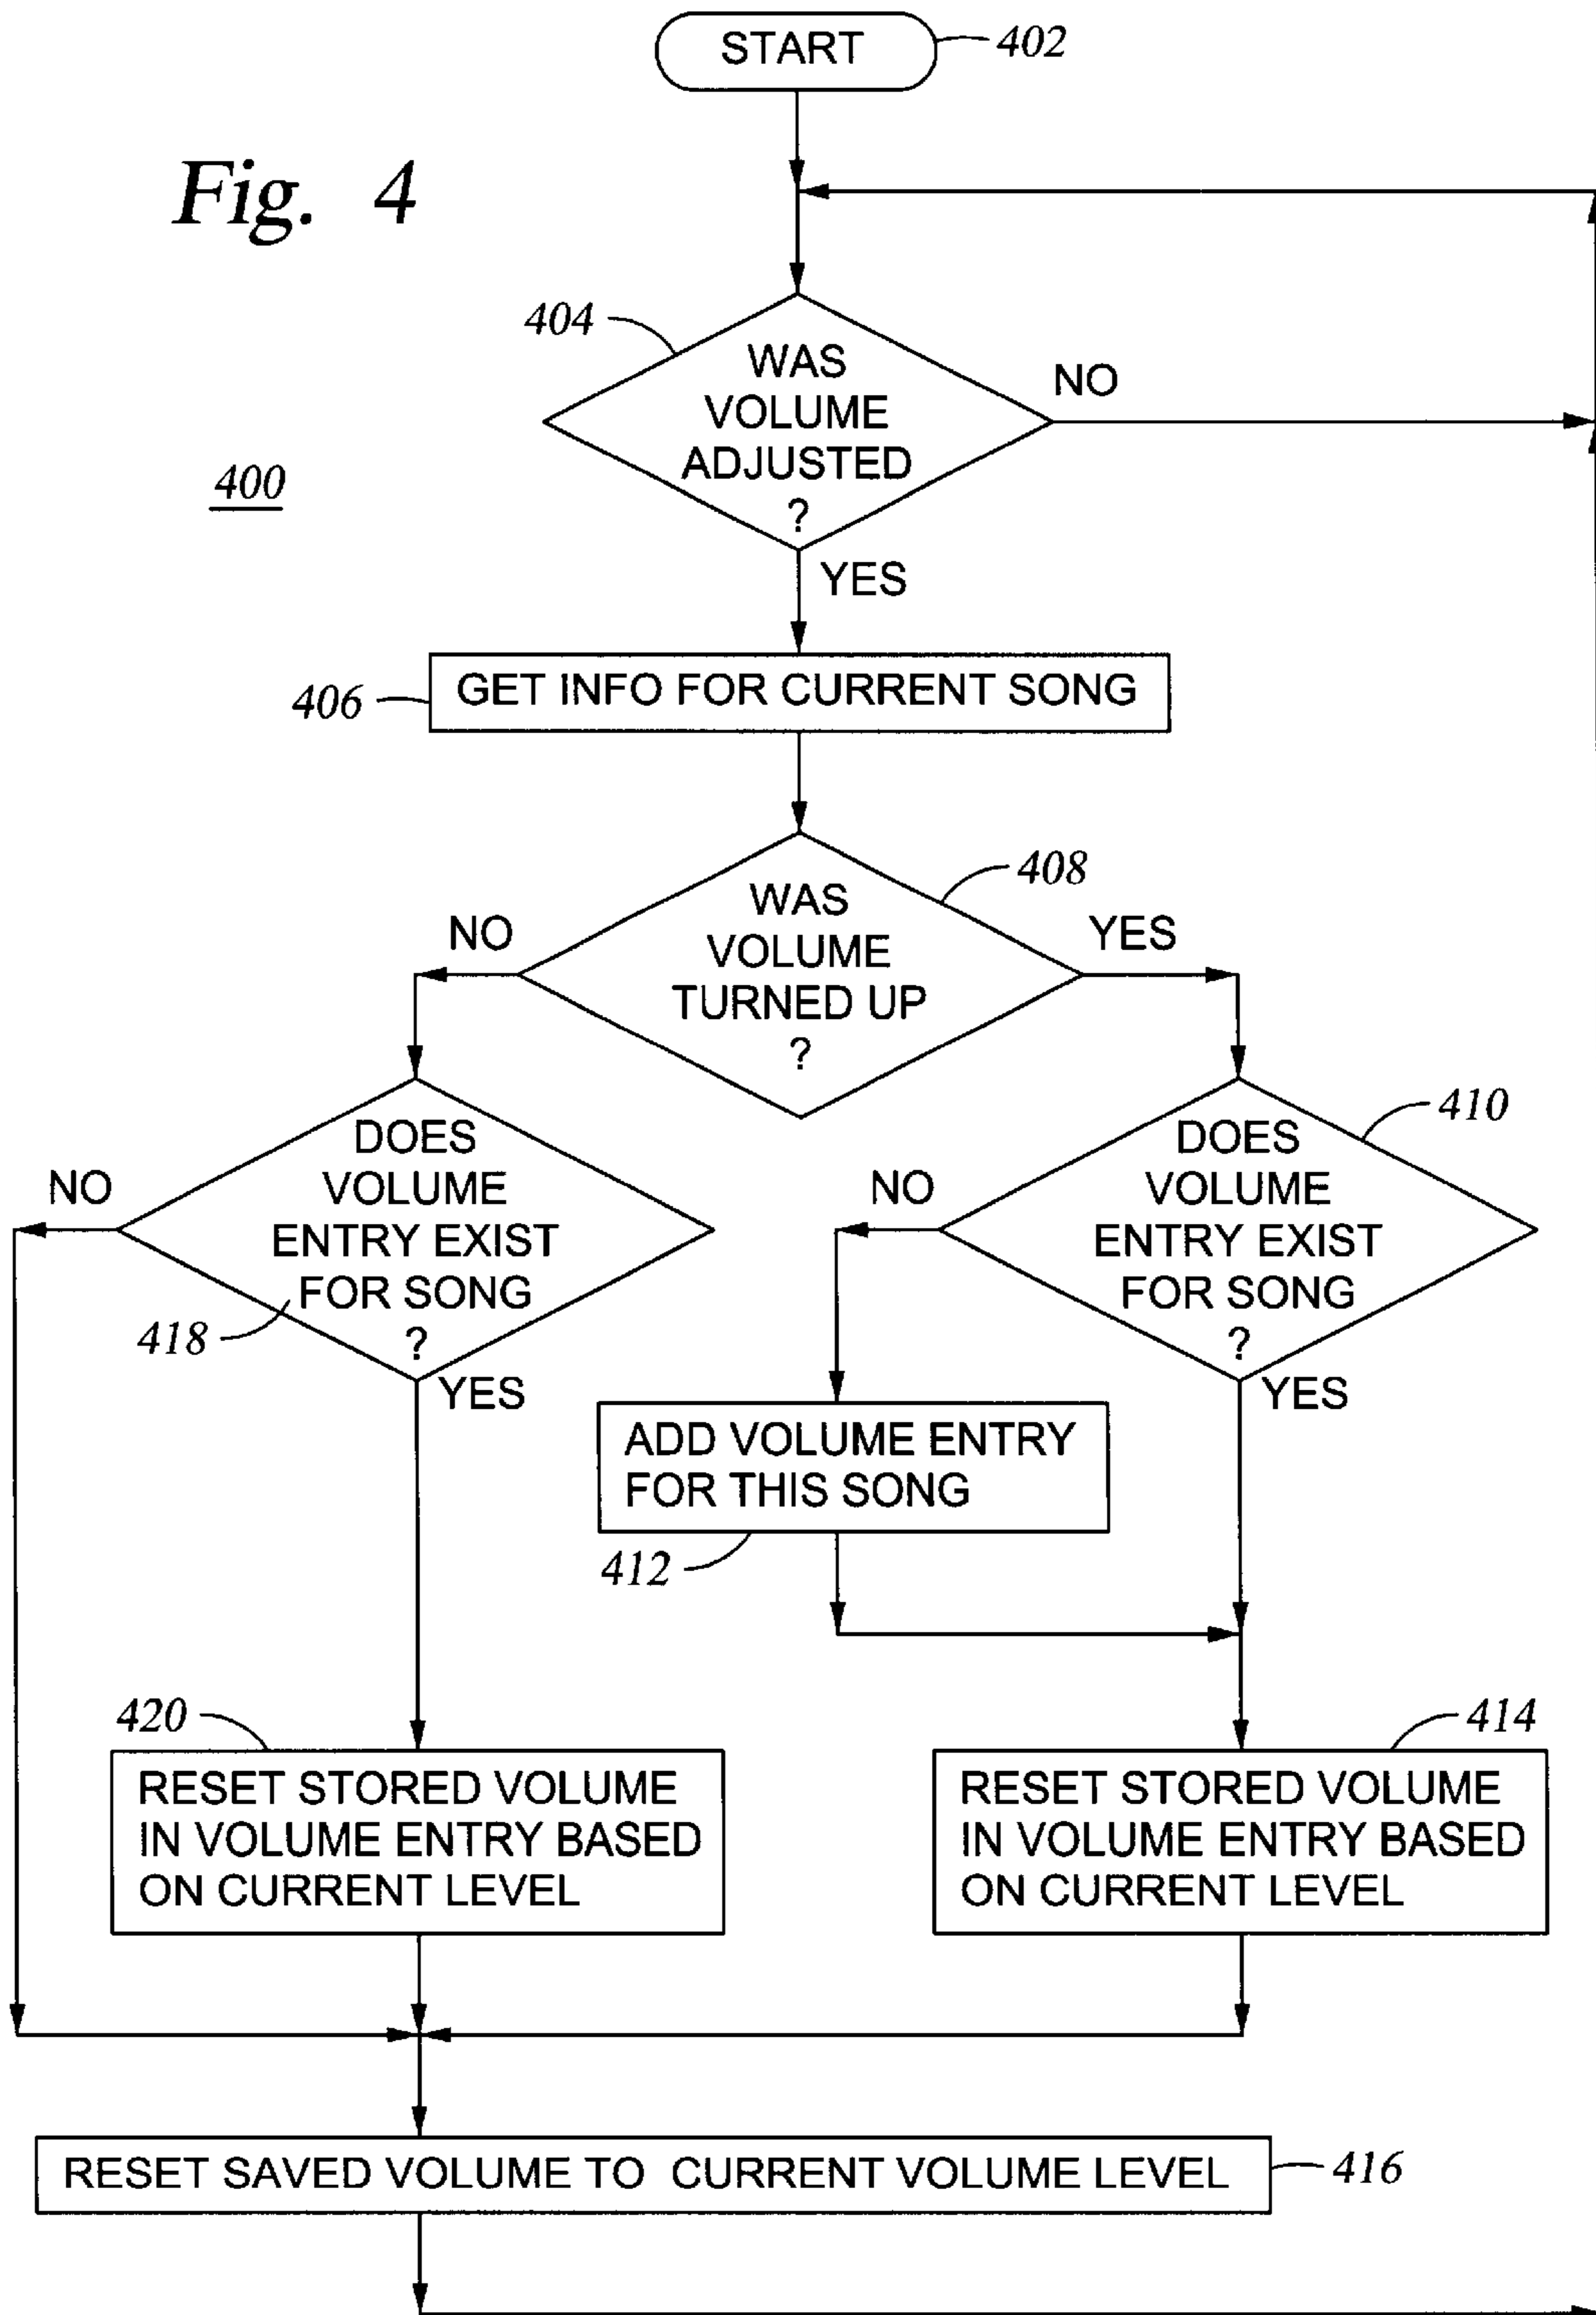 START
402
Fig. 4
404
WAS
VOLUME
ADJUSTED
?
NO
400
YES
406
GET INFO FOR CURRENT SONG
408
WAS
VOLUME
TURNED UP
?
NO
YES
410
DOES
VOLUME
ENTRY EXIST
FOR SONG
?
NO
418
YES
DOES
VOLUME
ENTRY EXIST
FOR SONG
?
NO
YES
ADD VOLUME ENTRY
FOR THIS SONG
412
420
RESET STORED VOLUME
IN VOLUME ENTRY BASED
ON CURRENT LEVEL
414
RESET STORED VOLUME
IN VOLUME ENTRY BASED
ON CURRENT LEVEL
RESET SAVED VOLUME TO CURRENT VOLUME LEVEL
416